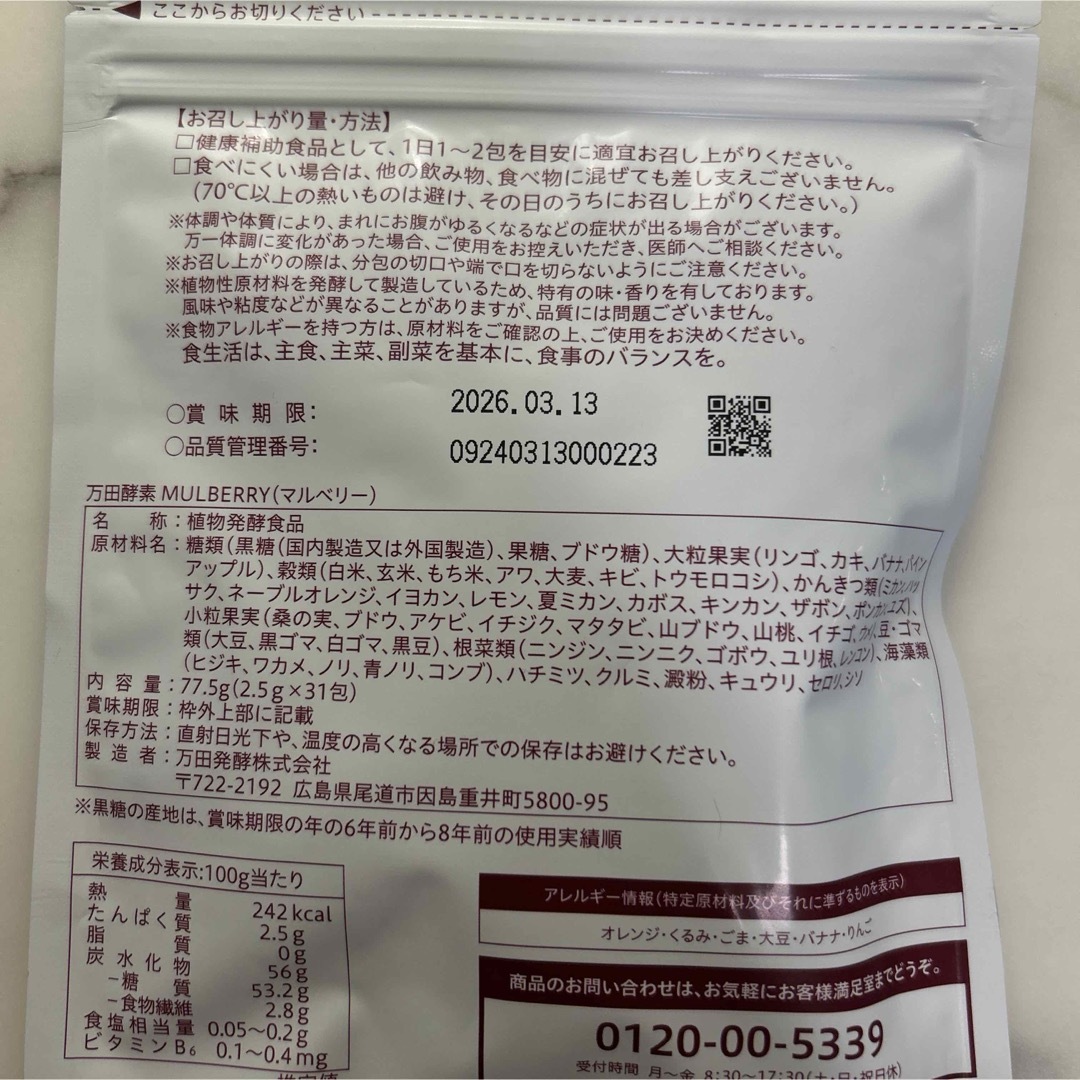 ここからお切りください
【お召し上がり量・方法】
□健康補助食品として、1日1〜2包を目安に適宜お召し上がりください。
□食べにくい場合は、他の飲み物、食べ物に混ぜても差し支えございません。
(70℃以上の熱いものは避け、その日のうちにお召し上がりください。)
※体調や体質により、まれにお腹がゆるくなるなどの症状が出る場合がございます。
万一体調に変化があった場合、ご使用をお控えいただき、医師へご相談ください。
※お召し上がりの際は、分包の切口や端で口を切らないようにご注意ください。
※植物性原材料を発酵して製造しているため、特有の味・香りを有しております。
風味や粘度などが異なることがありますが、品質には問題ございません。
※食物アレルギーを持つ方は、原材料をご確認の上、ご使用をお決めください。
食生活は、主食、主菜、副菜を基本に、食事のバランスを。
○賞味期限： 2026.03.13
○品質管理番号： 09240313000223
万田酵素 MULBERRY(マルベリー)
名　　称：植物発酵食品
原材料名：糖類(黒糖(国内製造又は外国製造)、果糖、ブドウ糖)、大粒果実(リンゴ、カキ、バナナ、パイン
アップル)、穀類(白米、玄米、もち米、アワ、大麦、キビ、トウモロコシ)、かんきつ類(ミカン、ハッ
サク、ネーブルオレンジ、イヨカン、レモン、夏ミカン、カボス、キンカン、ザボン、ポンカン、ユズ)、
小粒果実(桑の実、ブドウ、アケビ、イチジク、マタタビ、山ブドウ、山桃、イチゴ、ウメ)、豆・ゴマ
類(大豆、黒ゴマ、白ゴマ、黒豆)、根菜類(ニンジン、ニンニク、ゴボウ、ユリ根、レンコン)、海藻類
(ヒジキ、ワカメ、ノリ、青ノリ、コンブ)、ハチミツ、クルミ、澱粉、キュウリ、セロリ、シソ
内容量：77.5g(2.5g×31包)
賞味期限：枠外上部に記載
保存方法：直射日光下や、温度の高くなる場所での保存はお避けください。
製造者：万田発酵株式会社
〒722-2192 広島県尾道市因島重井町5800-95
※黒糖の産地は、賞味期限の年の6年前から8年前の使用実績順
栄養成分表示：100g当たり
熱量 242kcal
たんぱく質 2.5g
脂質 0g
炭水化物 56g
−糖質 53.2g
−食物繊維 2.8g
食塩相当量 0.05〜0.2g
ビタミンB₆ 0.1〜0.4mg
推定値
アレルギー情報(特定原材料及びそれに準ずるものを表示)
オレンジ・くるみ・ごま・大豆・バナナ・りんご
商品のお問い合わせは、お気軽にお客様満足室までどうぞ。
0120-00-5339
受付時間 月〜金 8:30〜17:30(土・日・祝日休)